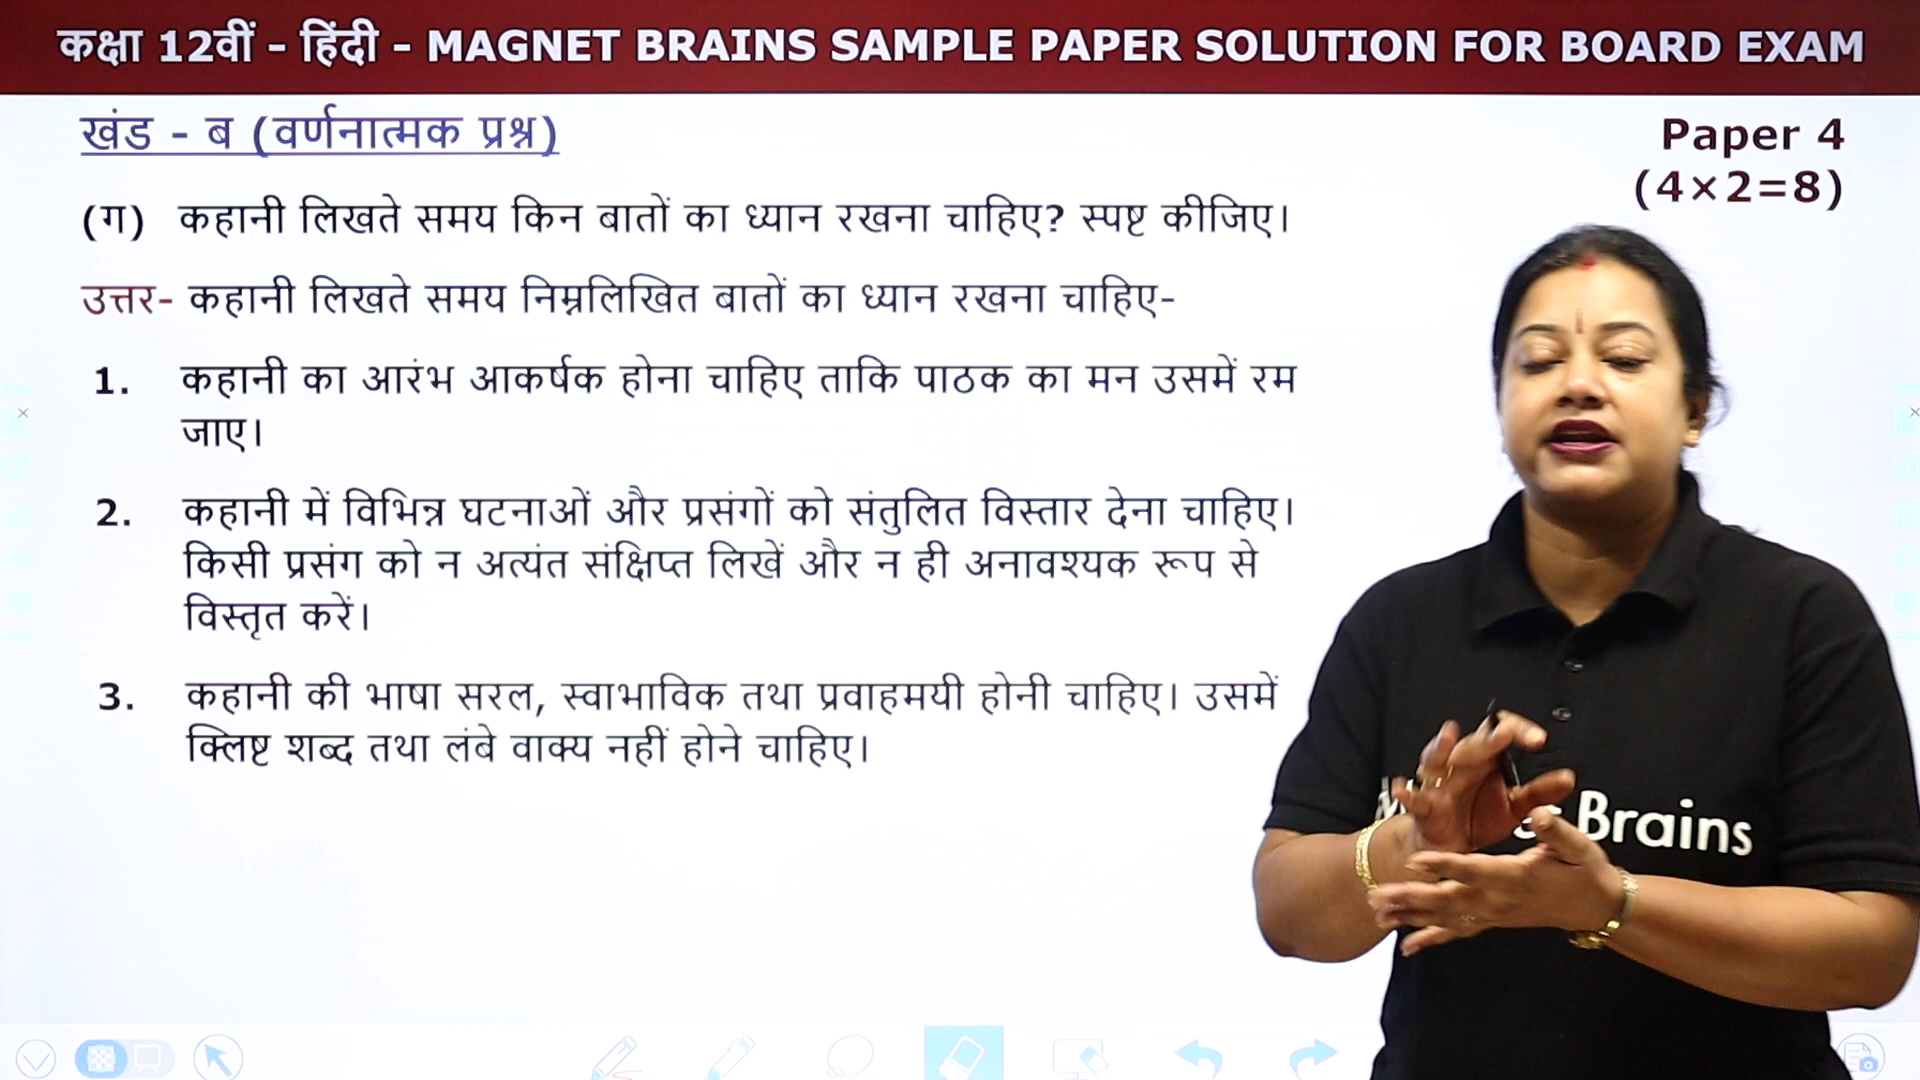 कक्षा 12वीं - हिंदी - MAGNET BRAINS SAMPLE PAPER SOLUTION FOR BOARD EXAM
खंड - ब (वर्णनात्मक प्रश्न)
Paper 4
(4×2=8)
(ग) कहानी लिखते समय किन बातों का ध्यान रखना चाहिए? स्पष्ट कीजिए।
उत्तर- कहानी लिखते समय निम्नलिखित बातों का ध्यान रखना चाहिए-
1. कहानी का आरंभ आकर्षक होना चाहिए ताकि पाठक का मन उसमें रम
जाए।
2. कहानी में विभिन्न घटनाओं और प्रसंगों को संतुलित विस्तार देना चाहिए।
किसी प्रसंग को न अत्यंत संक्षिप्त लिखें और न ही अनावश्यक रूप से
विस्तृत करें।
3. कहानी की भाषा सरल, स्वाभाविक तथा प्रवाहमयी होनी चाहिए। उसमें
क्लिष्ट शब्द तथा लंबे वाक्य नहीं होने चाहिए।
Brains